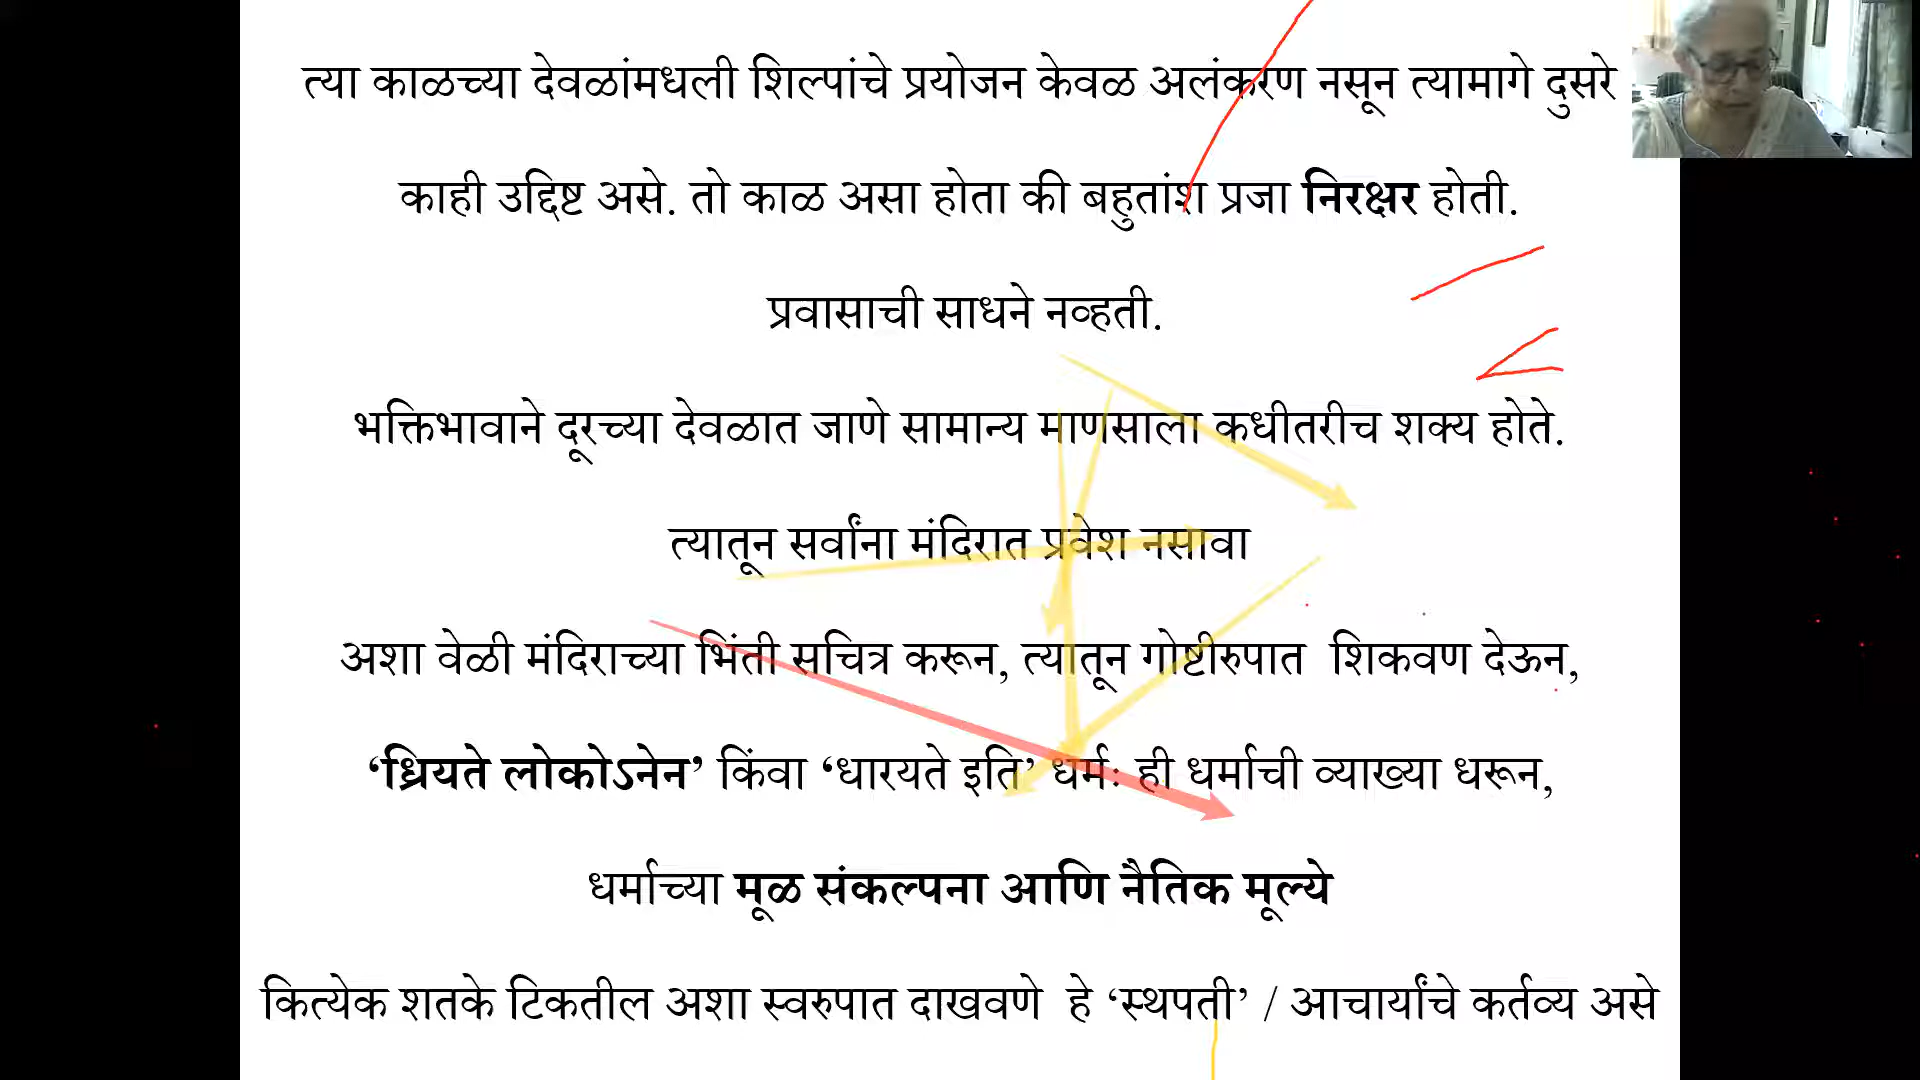 त्या काळच्या देवळांमधली शिल्पांचे प्रयोजन केवळ अलंकरण नसून त्यामागे दुसरे
काही उद्दिष्ट असे. तो काळ असा होता की बहुतांश प्रजा निरक्षर होती.
प्रवासाची साधने नव्हती.
भक्तिभावाने दूरच्या देवळात जाणे सामान्य माणसाला कधीतरीच शक्य होते.
त्यातून सर्वांना मंदिरात प्रवेश नसावा
अशा वेळी मंदिराच्या भिंती सचित्र करून, त्यातून गोष्टीरुपात शिकवण देऊन,
‘ध्रियते लोकोऽनेन’ किंवा ‘धारयते इति’ धर्मः ही धर्माची व्याख्या धरून,
धर्माच्या मूळ संकल्पना आणि नैतिक मूल्ये
कित्येक शतके टिकतील अशा स्वरुपात दाखवणे हे ‘स्थपती’ / आचार्यांचे कर्तव्य असे